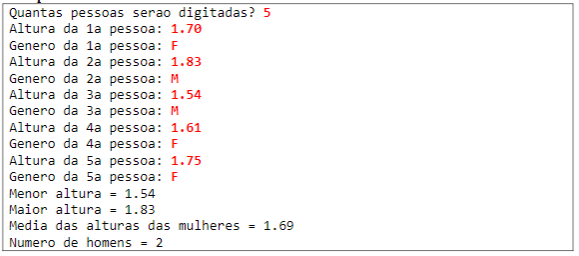 Quantas pessoas serao digitadas? 5
Altura da 1a pessoa: 1.70
Genero da 1a pessoa: F
Altura da 2a pessoa: 1.83
Genero da 2a pessoa: M
Altura da 3a pessoa: 1.54
Genero da 3a pessoa: M
Altura da 4a pessoa: 1.61
Genero da 4a pessoa: F
Altura da 5a pessoa: 1.75
Genero da 5a pessoa: F
Menor altura = 1.54
Maior altura = 1.83
Media das alturas das mulheres = 1.69
Numero de homens = 2